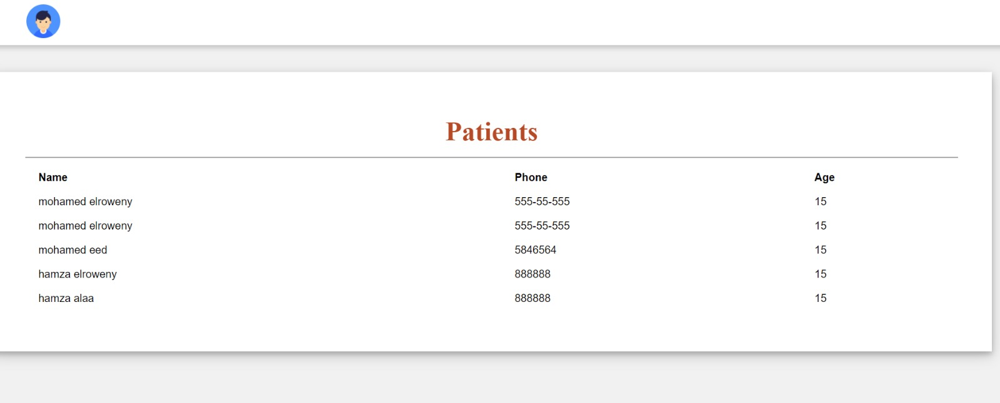 Patients
Name Phone Age
mohamed elroweny 555-55-555 15
mohamed elroweny 555-55-555 15
mohamed eed 5846564 15
hamza elroweny 888888 15
hamza alaa 888888 15